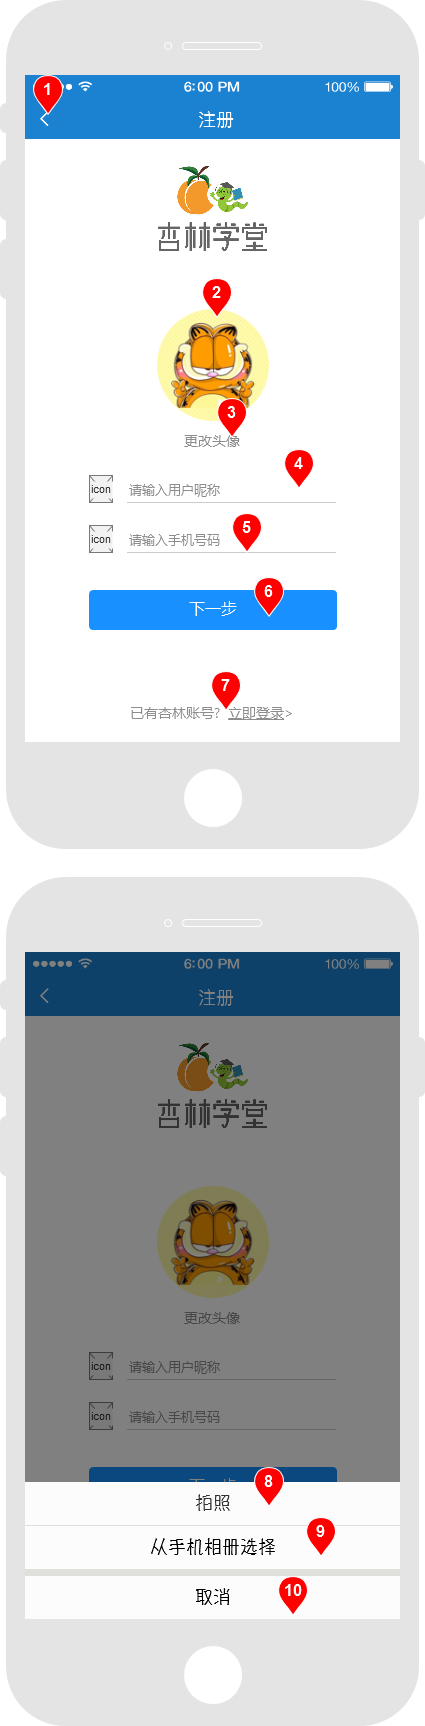 1
6:00 PM 100%
注册
杏林学堂
2
3
更改头像
4
icon 请输入用户昵称
5
icon 请输入手机号码
6
下一步
7
已有杏林账号? 立即登录>
6:00 PM 100%
注册
杏林学堂
更改头像
icon 请输入用户昵称
icon 请输入手机号码
下一步
8
拍照
9
从手机相册选择
10
取消